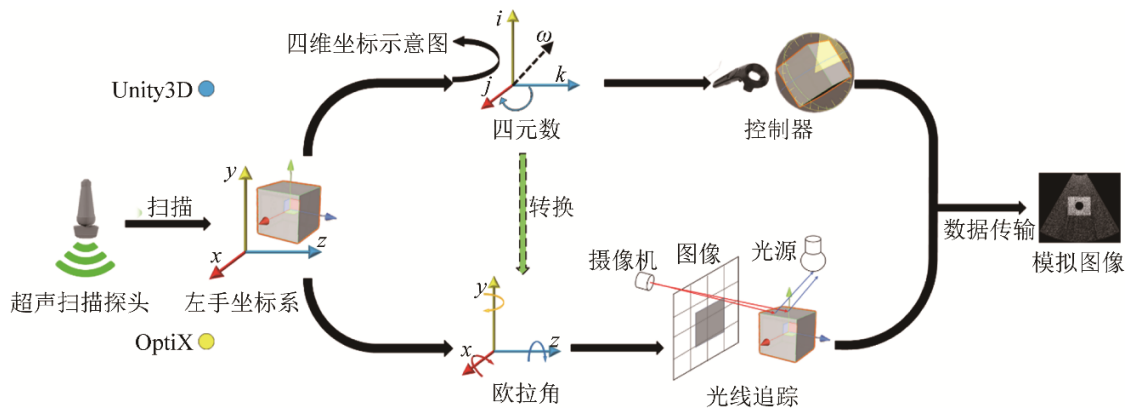 四维坐标示意图
i
ω
j
k
四元数
Unity3D
控制器
y
x
z
扫描
转换
超声扫描探头
左手坐标系
摄像机
图像
光源
数据传输
模拟图像
OptiX
y
x
z
欧拉角
光线追踪